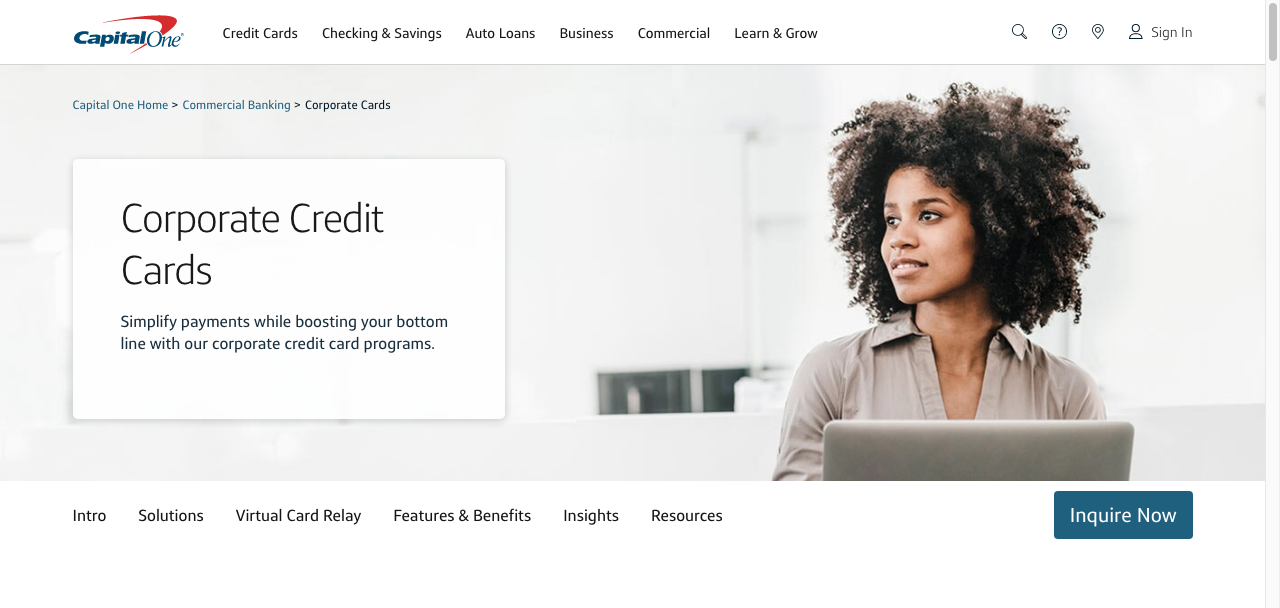 CapitalOne®
Credit Cards Checking & Savings Auto Loans Business Commercial Learn & Grow Sign In
Capital One Home > Commercial Banking > Corporate Cards
Corporate Credit
Cards
Simplify payments while boosting your bottom
line with our corporate credit card programs.
Intro Solutions Virtual Card Relay Features & Benefits Insights Resources Inquire Now